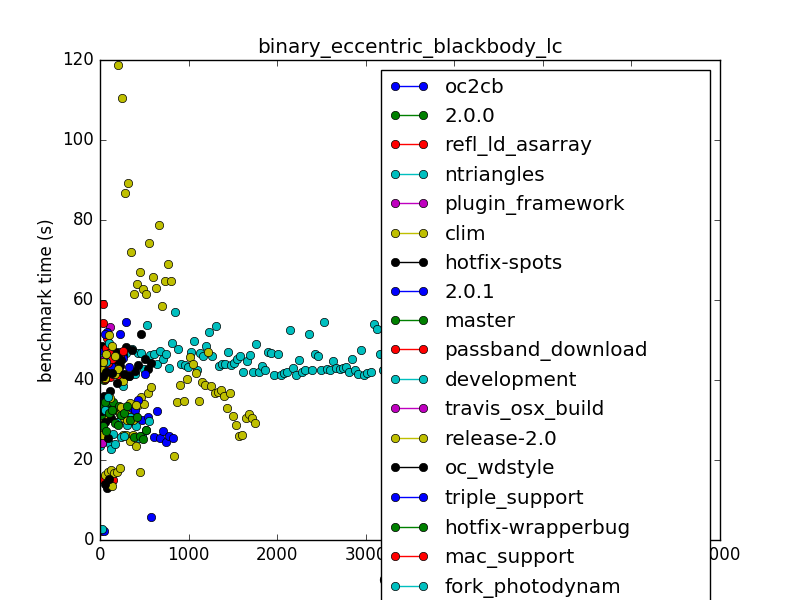 binary_eccentric_blackbody_lc
120
100
80
60
40
20
0
benchmark time (s)
0
1000
2000
3000
000
oc2cb
2.0.0
refl_ld_asarray
ntriangles
plugin_framework
clim
hotfix-spots
2.0.1
master
passband_download
development
travis_osx_build
release-2.0
oc_wdstyle
triple_support
hotfix-wrapperbug
mac_support
fork_photodynam